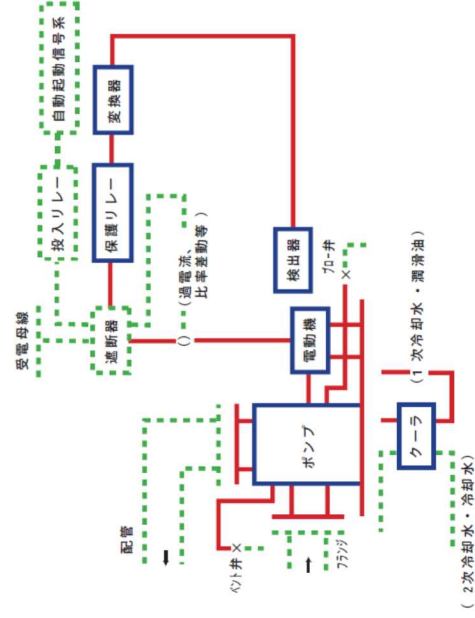 自動起動信号系
変換器
投入リレー
保護リレー
(過電流、
比率差動等)
受電母線
遮断器
()
検出器
ブロー弁
×
電動機
(1次冷却水・潤滑油)
ポンプ
クーラ
(2次冷却水・冷却水)
配管
ベント弁
×
フランジ